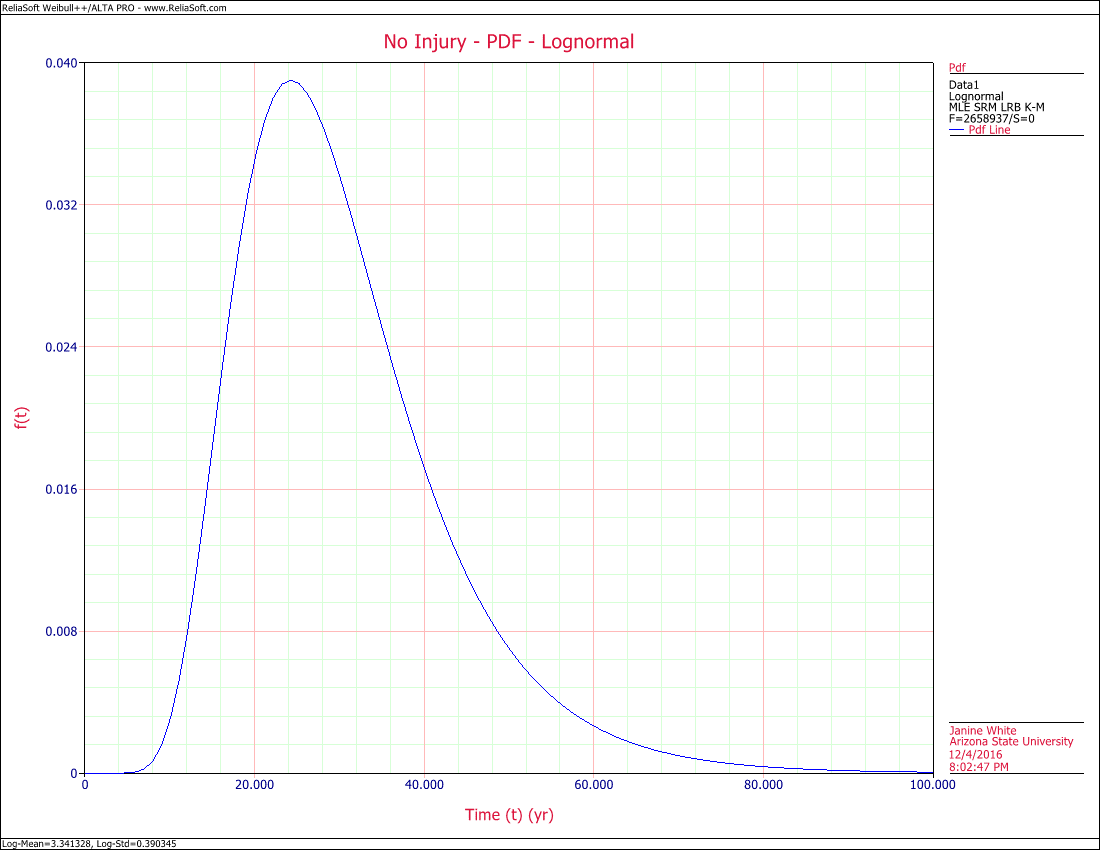 ReliaSoft Weibull++/ALTA PRO - www.ReliaSoft.com
No Injury - PDF - Lognormal
Pdf
Data1
Lognormal
MLE SRM LRB K-M
F=2658937/S=0
Pdf Line
0.040
0.032
0.024
0.016
0.008
0
f(t)
0
20.000
40.000
60.000
80.000
100.000
Time (t) (yr)
Janine White
Arizona State University
12/4/2016
8:02:47 PM
Log-Mean=3.341328, Log-Std=0.390345